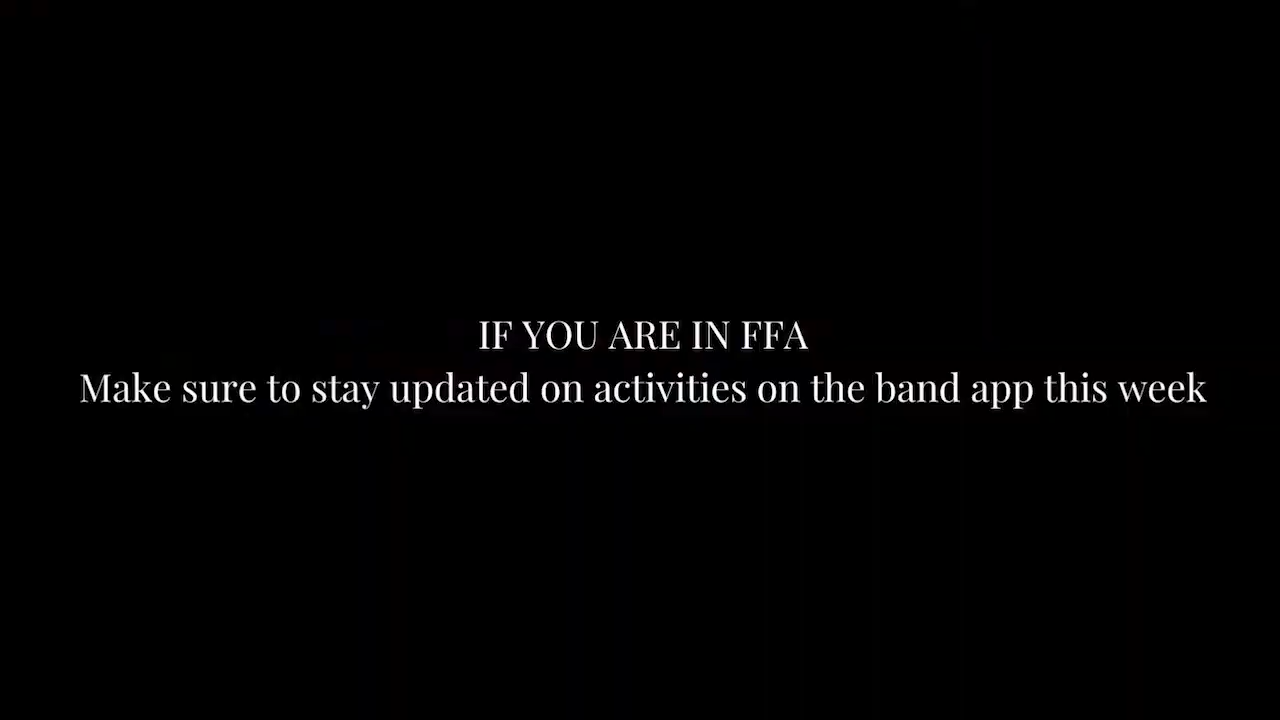 IF YOU ARE IN FFA
Make sure to stay updated on activities on the band app this week